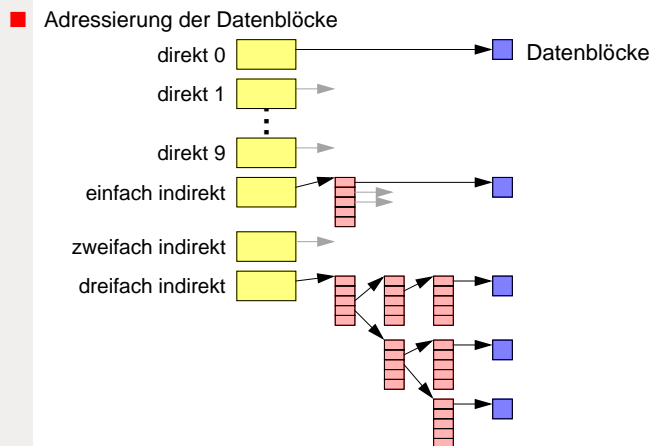 Adressierung der Datenblöcke
direkt 0
Datenblöcke
direkt 1
direkt 9
einfach indirekt
zweifach indirekt
dreifach indirekt